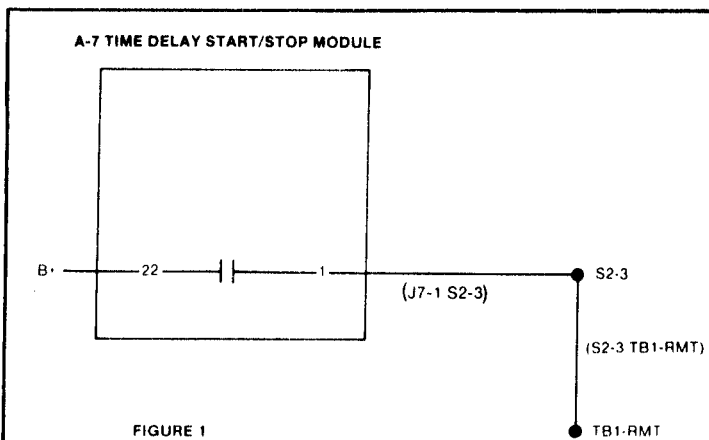 A-7 TIME DELAY START/STOP MODULE
B+
22
1
S2-3
(J7-1 S2-3)
(S2-3 TB1-RMT)
FIGURE 1
TB1-RMT